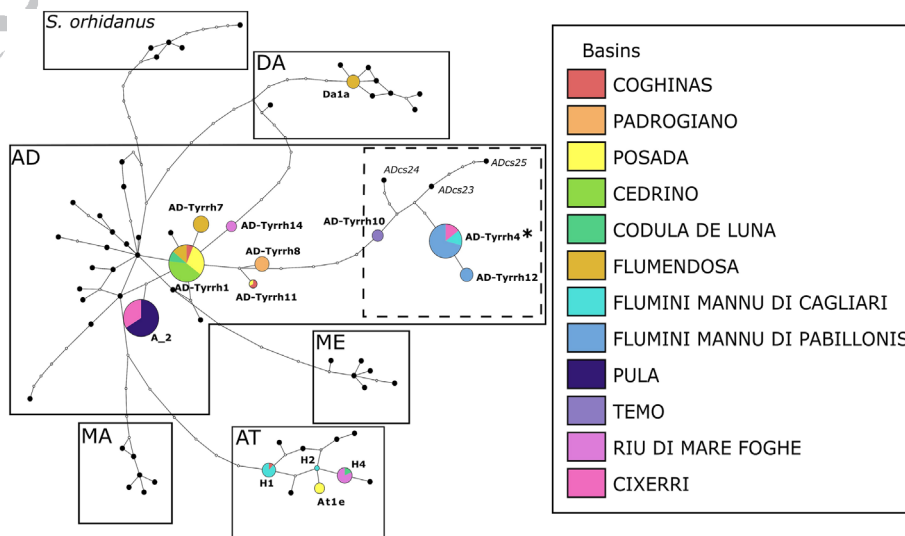 S. orhidanus
DA
Da1a
AD
ADcs24
ADcs25
ADcs23
AD-Tyrrh7
AD-Tyrrh14
AD-Tyrrh10
AD-Tyrrh4*
AD-Tyrrh8
AD-Tyrrh1
AD-Tyrrh11
AD-Tyrrh12
A_2
ME
MA
AT
H2
H4
H1
At1e
Basins
COGHINAS
PADROGIANO
POSADA
CEDRINO
CODULA DE LUNA
FLUMENDOSA
FLUMINI MANNU DI CAGLIARI
FLUMINI MANNU DI PABILLONIS
PULA
TEMO
RIU DI MARE FOGHE
CIXERRI